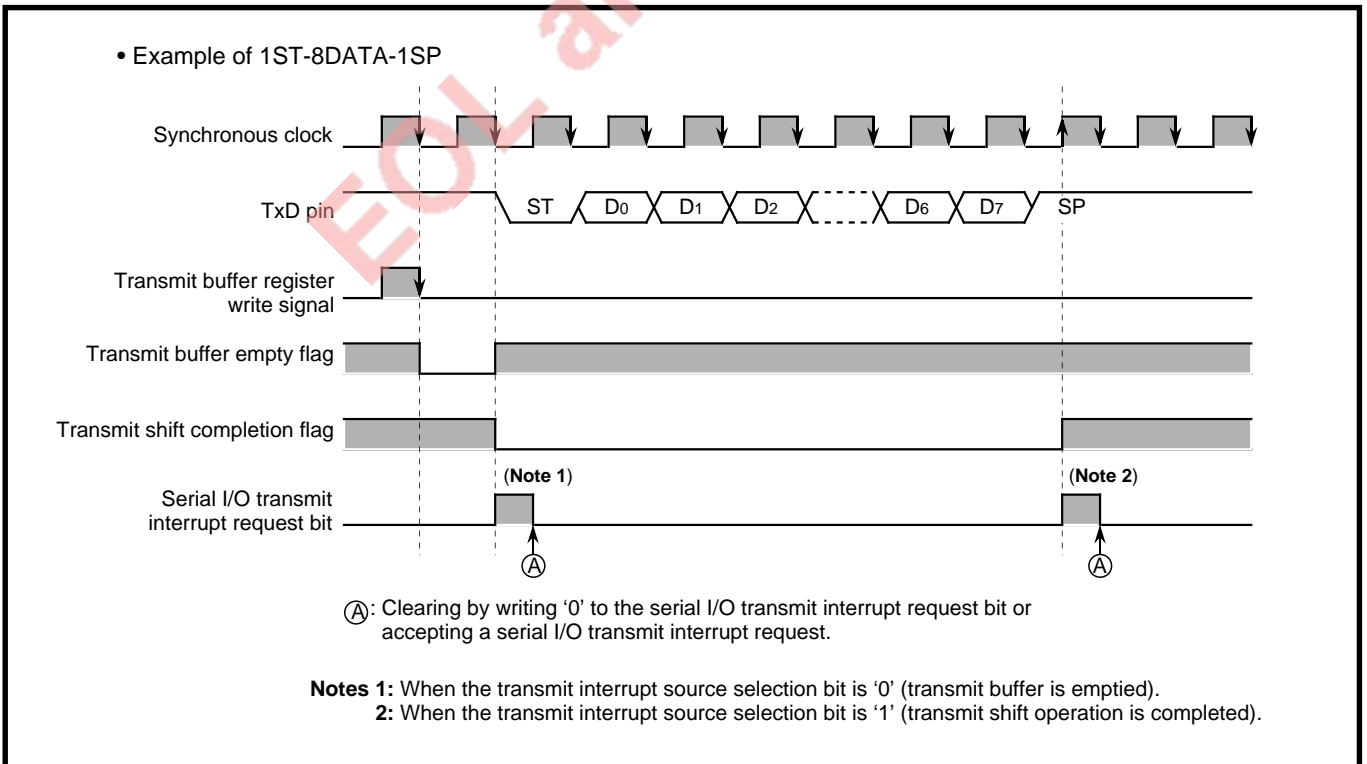 EOL an
• Example of 1ST-8DATA-1SP
Synchronous clock
TxD pin
ST D0 D1 D2 D6 D7 SP
Transmit buffer register
write signal
Transmit buffer empty flag
Transmit shift completion flag
(Note 1) (Note 2)
Serial I/O transmit
interrupt request bit
A A
A: Clearing by writing ‘0’ to the serial I/O transmit interrupt request bit or
accepting a serial I/O transmit interrupt request.
Notes 1: When the transmit interrupt source selection bit is ‘0’ (transmit buffer is emptied).
2: When the transmit interrupt source selection bit is ‘1’ (transmit shift operation is completed).